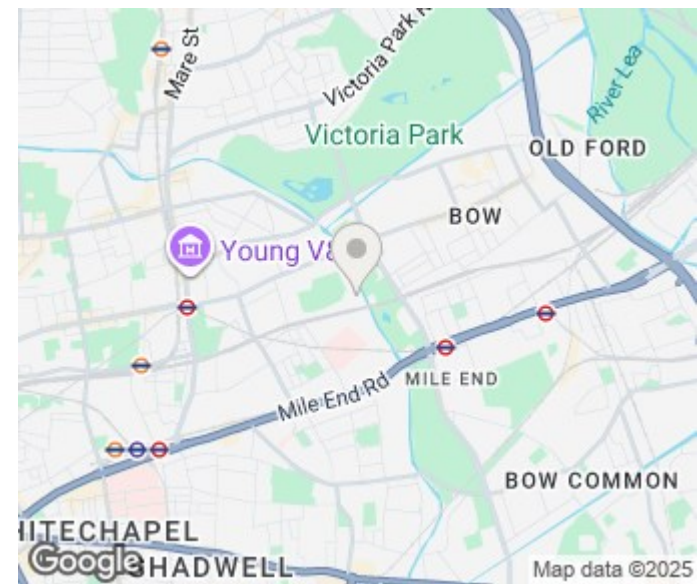 Mare St
Victoria Park R
River Lea
Victoria Park
OLD FORD
BOW
Young V&
MILE END
Mile End Rd
BOW COMMON
HITECHAPEL
SHADWELL
Google
Map data ©2025